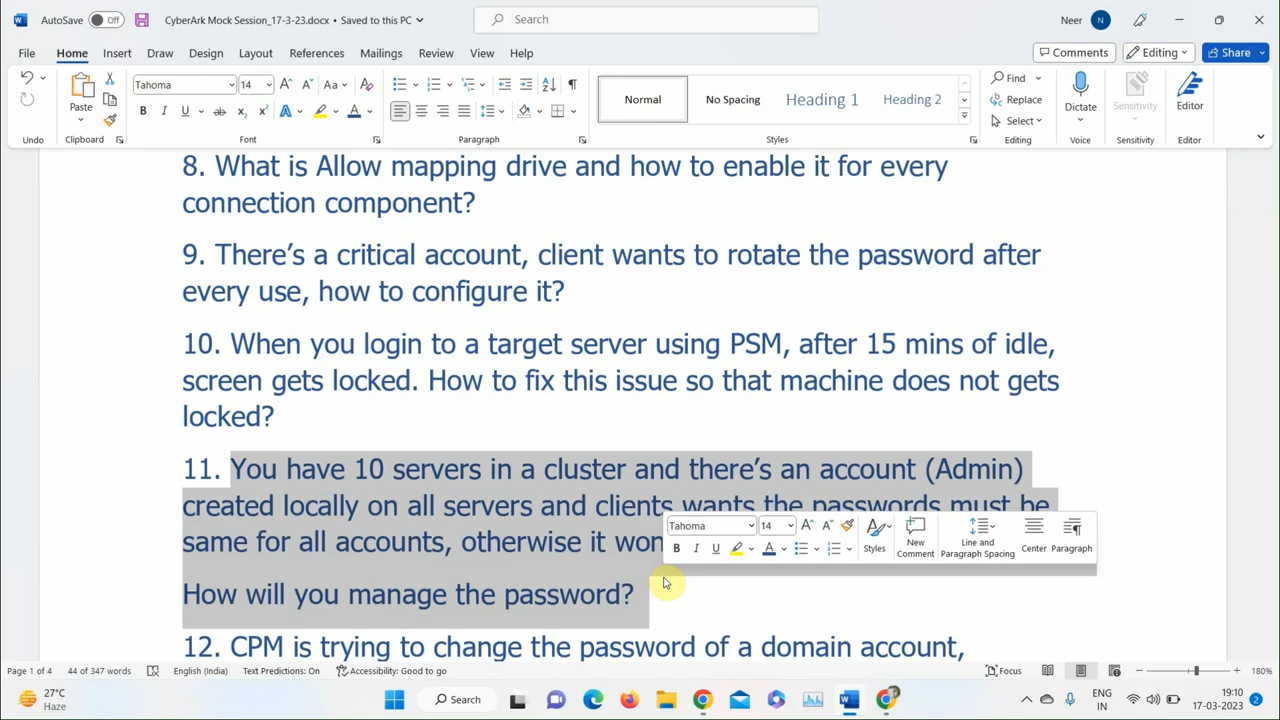 AutoSave Off CyberArk Mock Session_17-3-23.docx • Saved to this PC Search Neer N
File Home Insert Draw Design Layout References Mailings Review View Help Comments Editing Share
Tahoma 14 Aa Normal No Spacing Heading 1 Heading 2 Find
Paste Replace Dictate Sensitivity Editor
B I U ab x₂ x² A A Select
Undo Clipboard Font Paragraph Styles Editing Voice Sensitivity Editor
8. What is Allow mapping drive and how to enable it for every
connection component?
9. There’s a critical account, client wants to rotate the password after
every use, how to configure it?
10. When you login to a target server using PSM, after 15 mins of idle,
screen gets locked. How to fix this issue so that machine does not gets
locked?
11. You have 10 servers in a cluster and there’s an account (Admin)
created locally on all servers and clients wants the passwords must be
same for all accounts, otherwise it won
Tahoma 14
B I U A Styles New Comment Line and Paragraph Spacing Center Paragraph
How will you manage the password?
12. CPM is trying to change the password of a domain account,
Page 1 of 4 44 of 347 words English (India) Text Predictions: On Accessibility: Good to go Focus 180%
27°C
Haze
Search
ENG
IN
19:10
17-03-2023
2